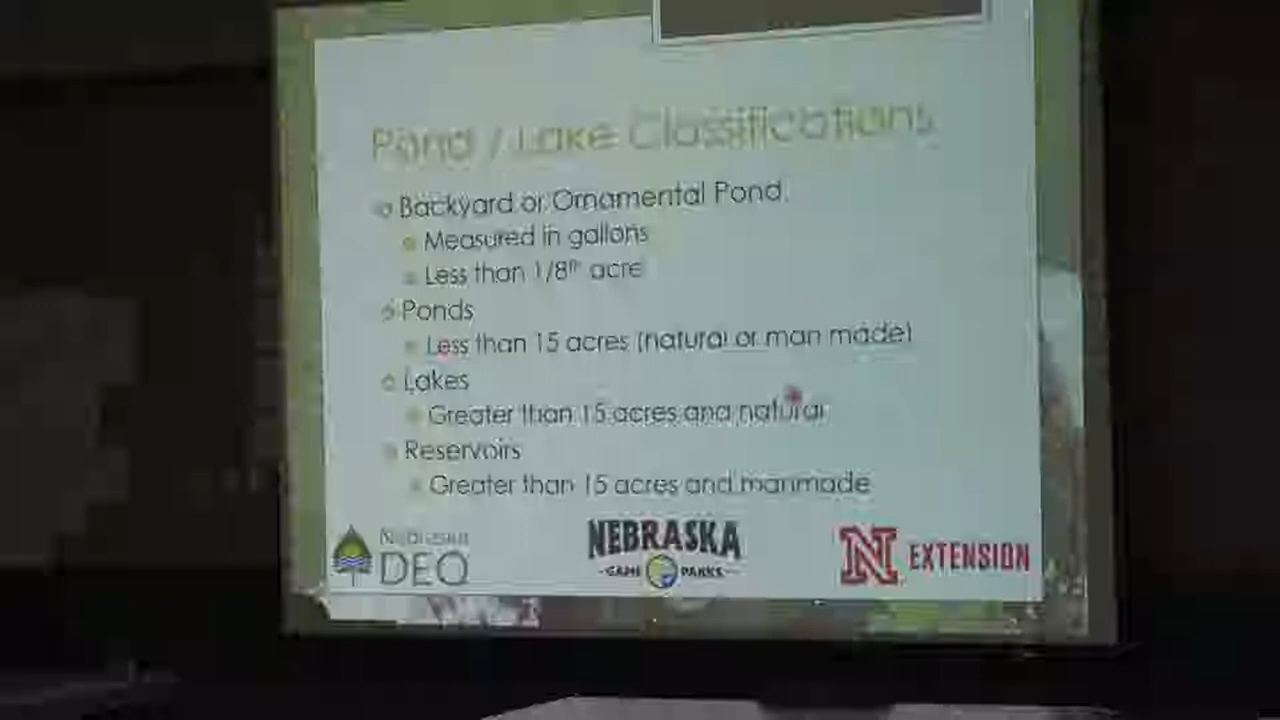 Pond / Lake Classifications
Backyard or Ornamental Pond
Measured in gallons
Less than 1/8th acre
Ponds
Less than 15 acres (natural or man made)
Lakes
Greater than 15 acres and natural
Reservoirs
Greater than 15 acres and manmade
Nebraska
DEQ
NEBRASKA
GAME PARKS
N EXTENSION